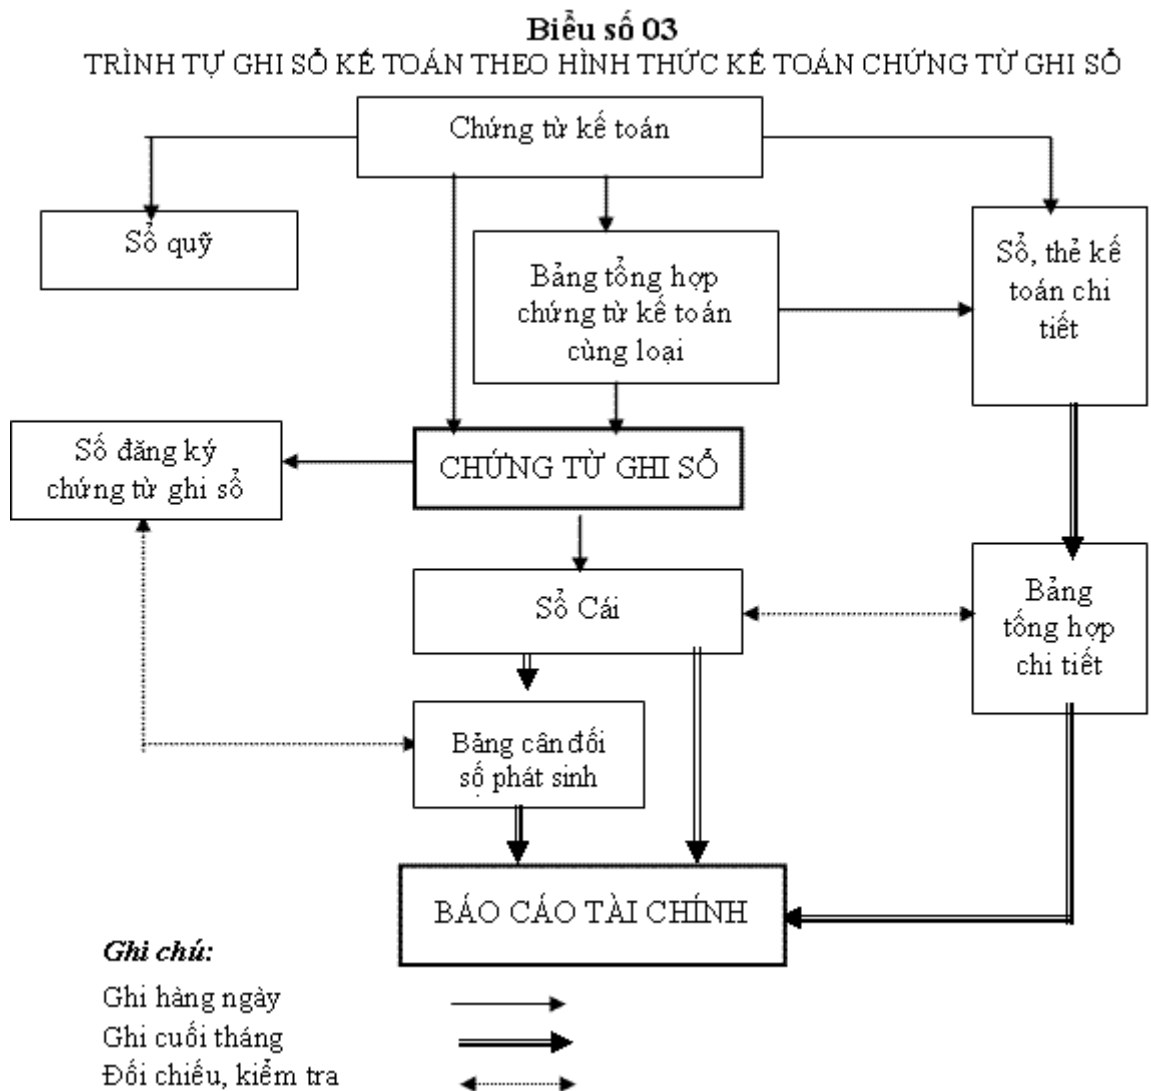 Biểu số 03
TRÌNH TỰ GHI SỔ KẾ TOÁN THEO HÌNH THỨC KẾ TOÁN CHỨNG TỪ GHI SỔ
Chứng từ kế toán
Sổ quỹ
Bảng tổng hợp
chứng từ kế toán
cùng loại
Sổ, thẻ kế
toán chi
tiết
Sổ đăng ký
chứng từ ghi sổ
CHỨNG TỪ GHI SỔ
Sổ Cái
Bảng
tổng hợp
chi tiết
Bảng cân đối
số phát sinh
BÁO CÁO TÀI CHÍNH
Ghi chú:
Ghi hàng ngày
Ghi cuối tháng
Đối chiếu, kiểm tra